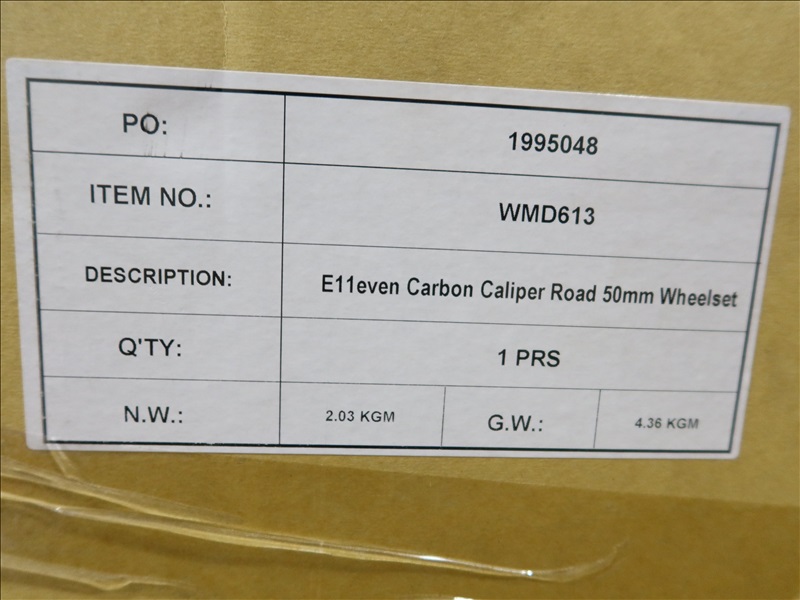 PO: 1995048
ITEM NO.: WMD613
DESCRIPTION: E11even Carbon Caliper Road 50mm Wheelset
Q'TY: 1 PRS
N.W.: 2.03 KGM G.W.: 4.36 KGM